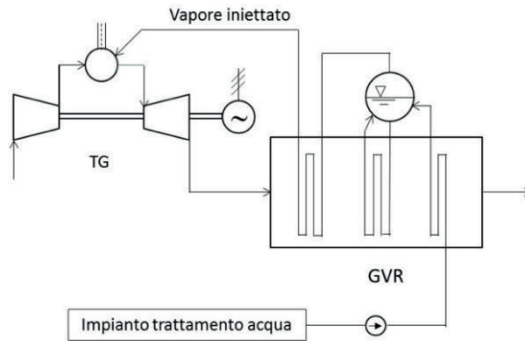 Vapore iniettato
TG
~
GVR
Impianto trattamento acqua